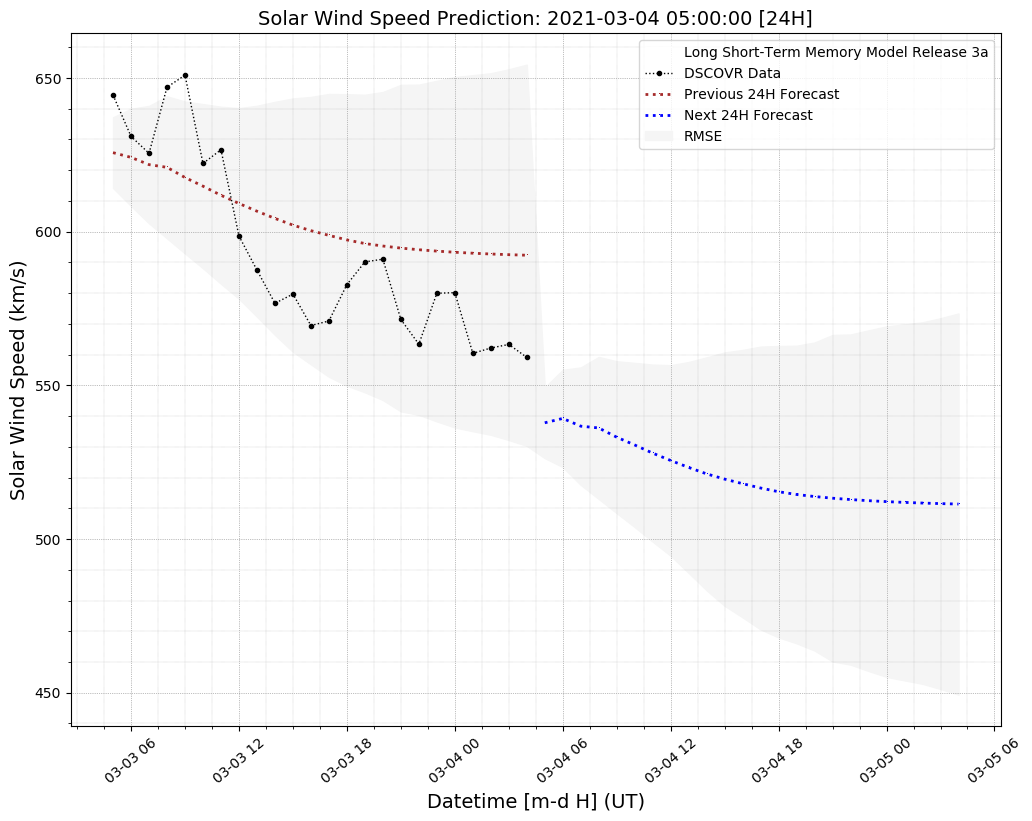 Solar Wind Speed Prediction: 2021-03-04 05:00:00 [24H]
Long Short-Term Memory Model Release 3a
DSCOVR Data
Previous 24H Forecast
Next 24H Forecast
RMSE
Solar Wind Speed (km/s)
650
600
550
500
450
03-03 06
03-03 12
03-03 18
03-04 00
03-04 06
03-04 12
03-04 18
03-05 00
03-05 06
Datetime [m-d H] (UT)